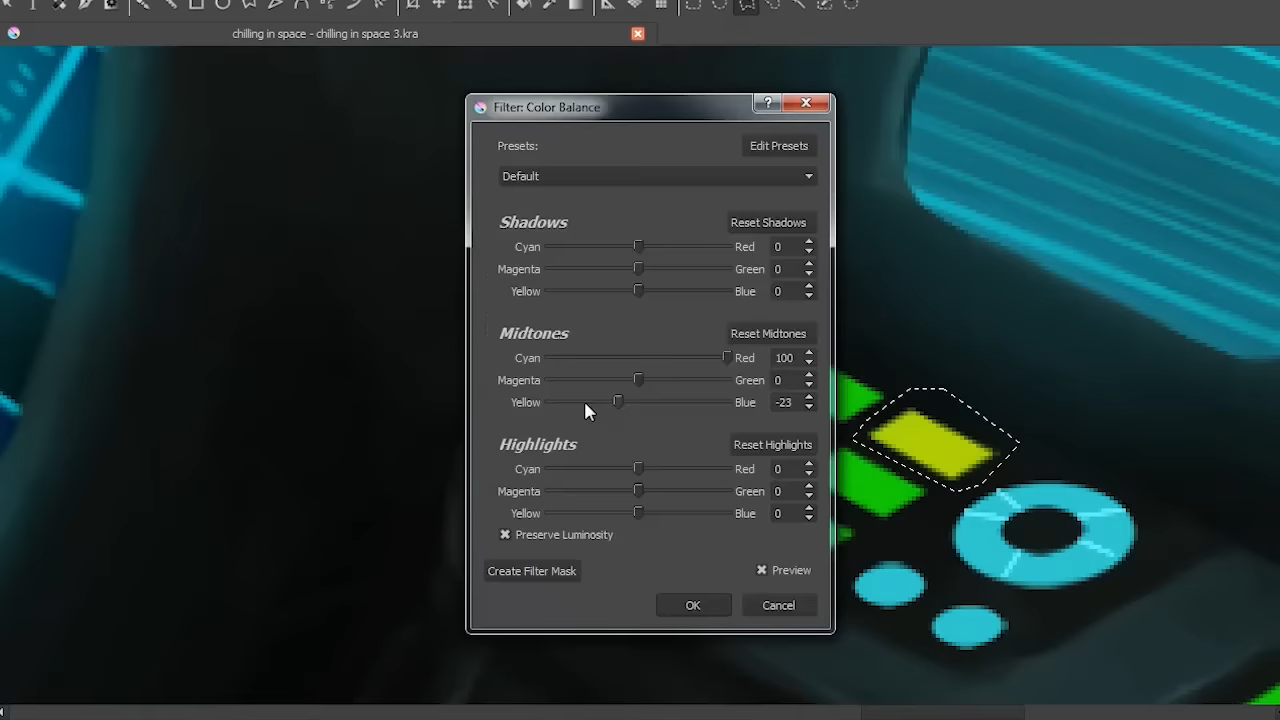 chilling in space - chilling in space 3.kra
Filter: Color Balance
?
Presets:
Edit Presets
Default
Shadows
Reset Shadows
Cyan Red 0
Magenta Green 0
Yellow Blue 0
Midtones
Reset Midtones
Cyan Red 100
Magenta Green 0
Yellow Blue -23
Highlights
Reset Highlights
Cyan Red 0
Magenta Green 0
Yellow Blue 0
Preserve Luminosity
Create Filter Mask
Preview
OK
Cancel